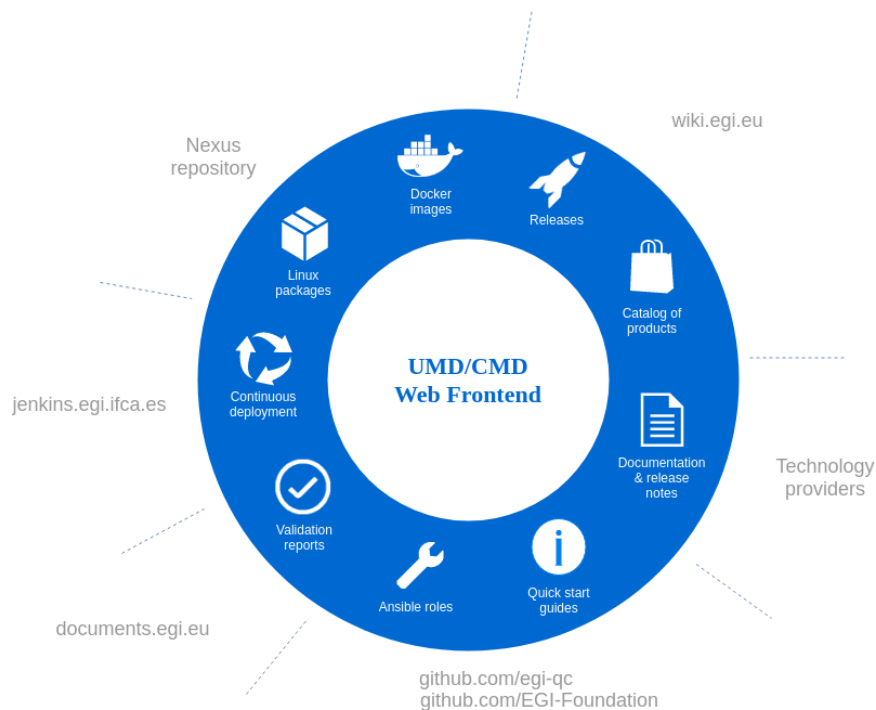 wiki.egi.eu
Nexus
repository
Docker
images
Releases
Linux
packages
Catalog of
products
UMD/CMD
Web Frontend
Continuous
deployment
jenkins.egi.ifca.es
Documentation
& release
notes
Technology
providers
Validation
reports
Quick start
guides
Ansible roles
documents.egi.eu
github.com/egi-qc
github.com/EGI-Foundation